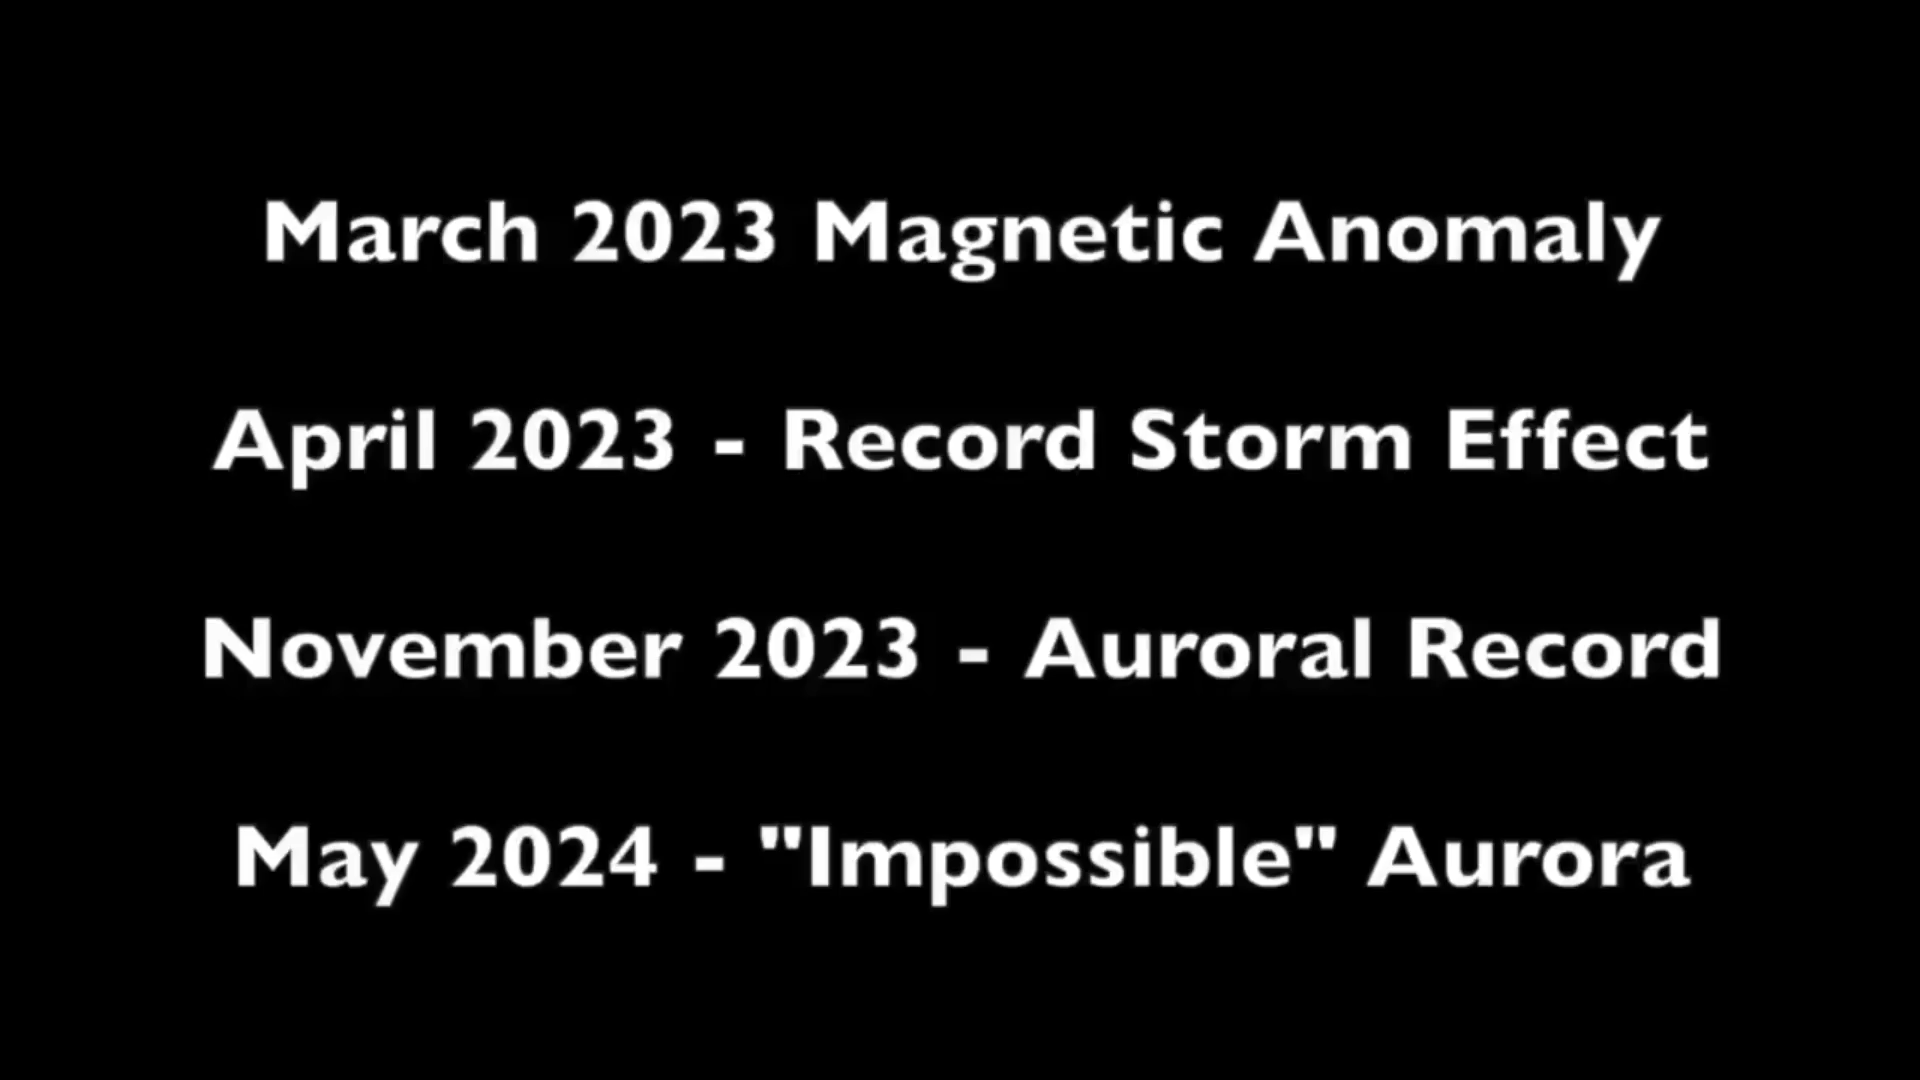 March 2023 Magnetic Anomaly
April 2023 - Record Storm Effect
November 2023 - Auroral Record
May 2024 - "Impossible" Aurora